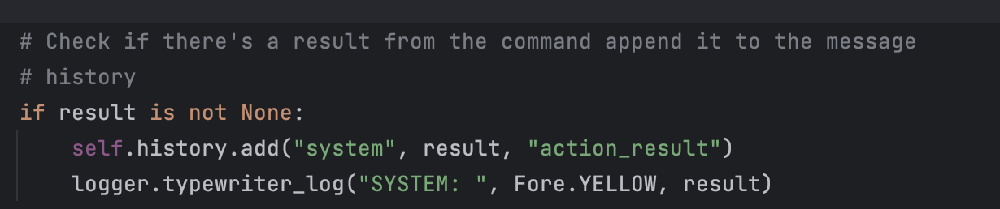 # Check if there's a result from the command append it to the message
# history
if result is not None:
    self.history.add("system", result, "action_result")
    logger.typewriter_log("SYSTEM: ", Fore.YELLOW, result)